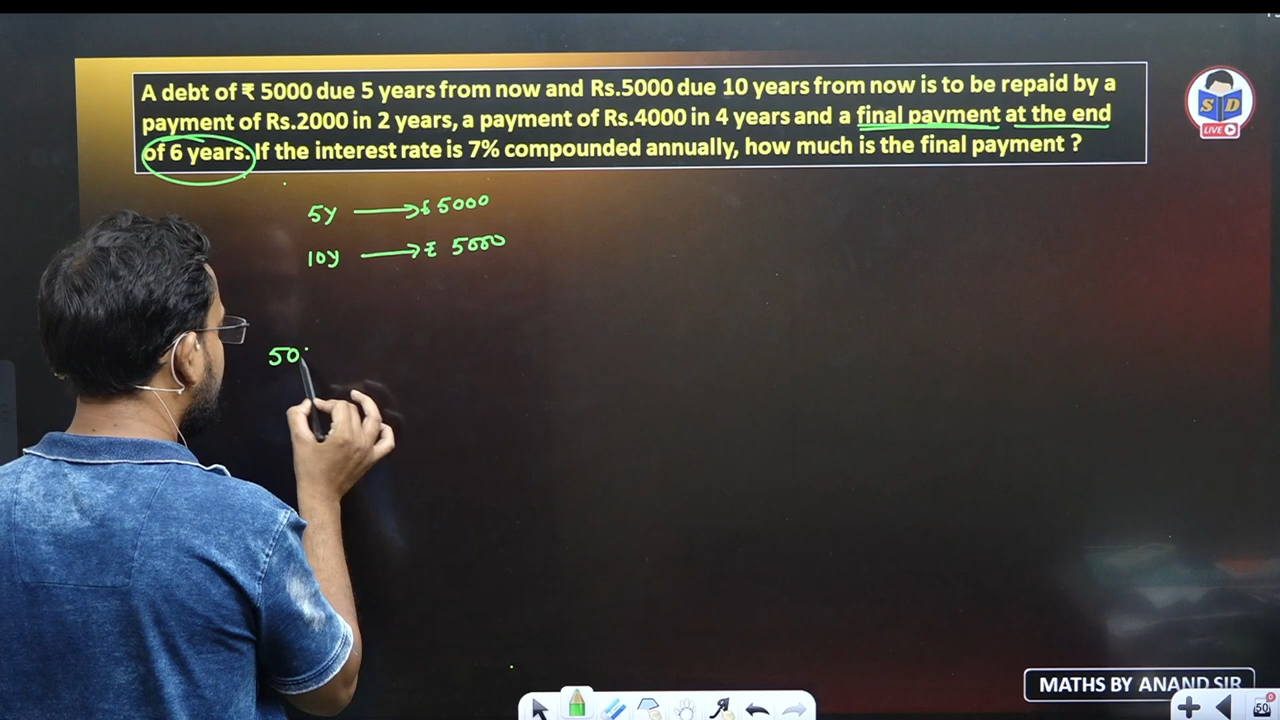 A debt of ₹ 5000 due 5 years from now and Rs.5000 due 10 years from now is to be repaid by a
payment of Rs.2000 in 2 years, a payment of Rs.4000 in 4 years and a final payment at the end
of 6 years. If the interest rate is 7% compounded annually, how much is the final payment ?
S D
LIVE
5y → ₹ 5000
10y → ₹ 5000
50
MATHS BY ANAND SIR
50